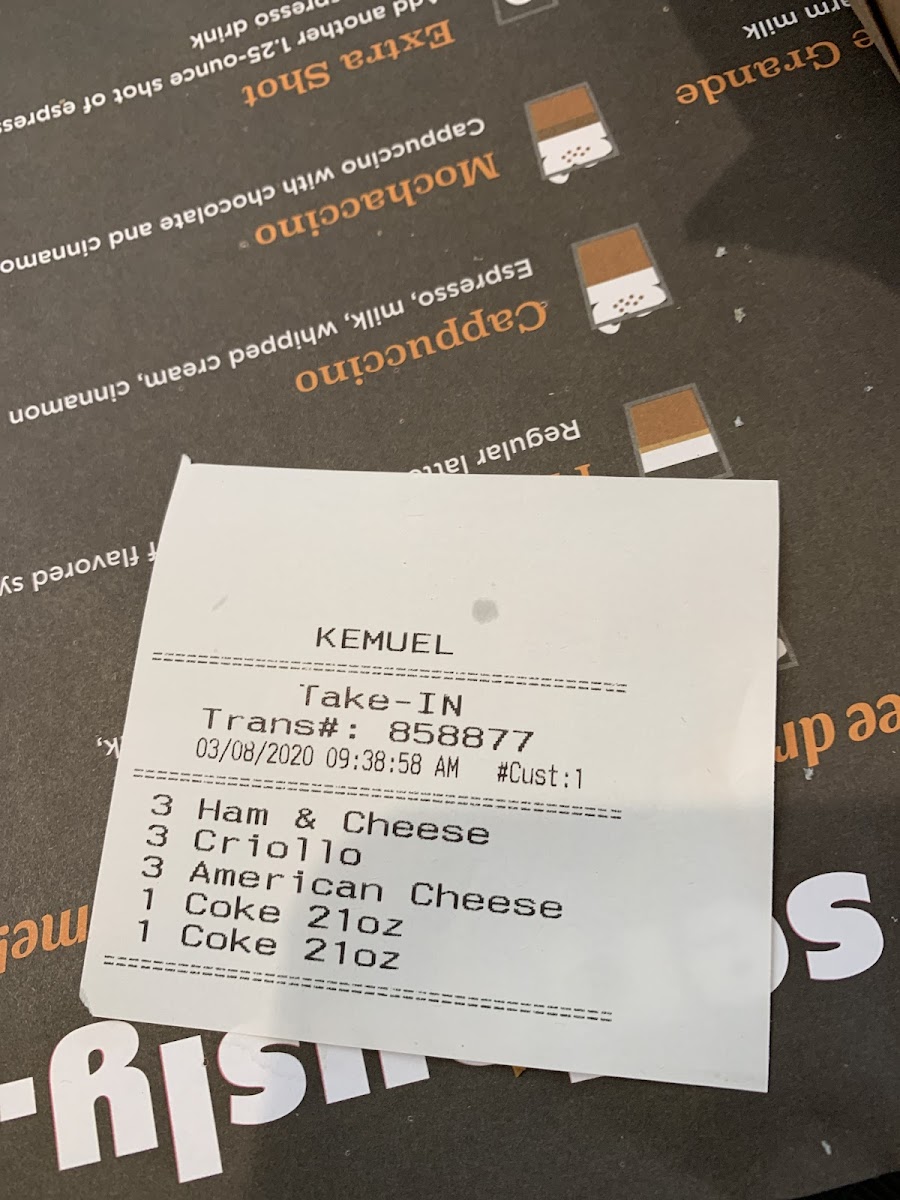 KEMUEL
Take-IN
Trans#: 858877
03/08/2020 09:38:58 AM #Cust:1
3 Ham & Cheese
3 Criollo
3 American Cheese
1 Coke 21oz
1 Coke 21oz
Regular latte
Cappuccino
Espresso, milk, whipped cream, cinnamon
Mochaccino
Cappuccino with chocolate and
Extra Shot
Add another 1.25-ounce shot of
drink
Grande
milk
flavored